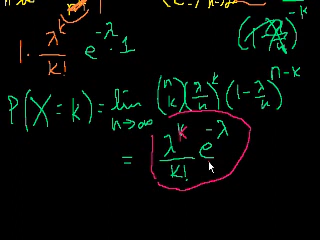 1 · λ^k/k! e^-λ · 1
P(X=k) = lim n→∞ (n k) (λ/n)^k (1 - λ/n)^n-k
= λ^k/k! e^-λ